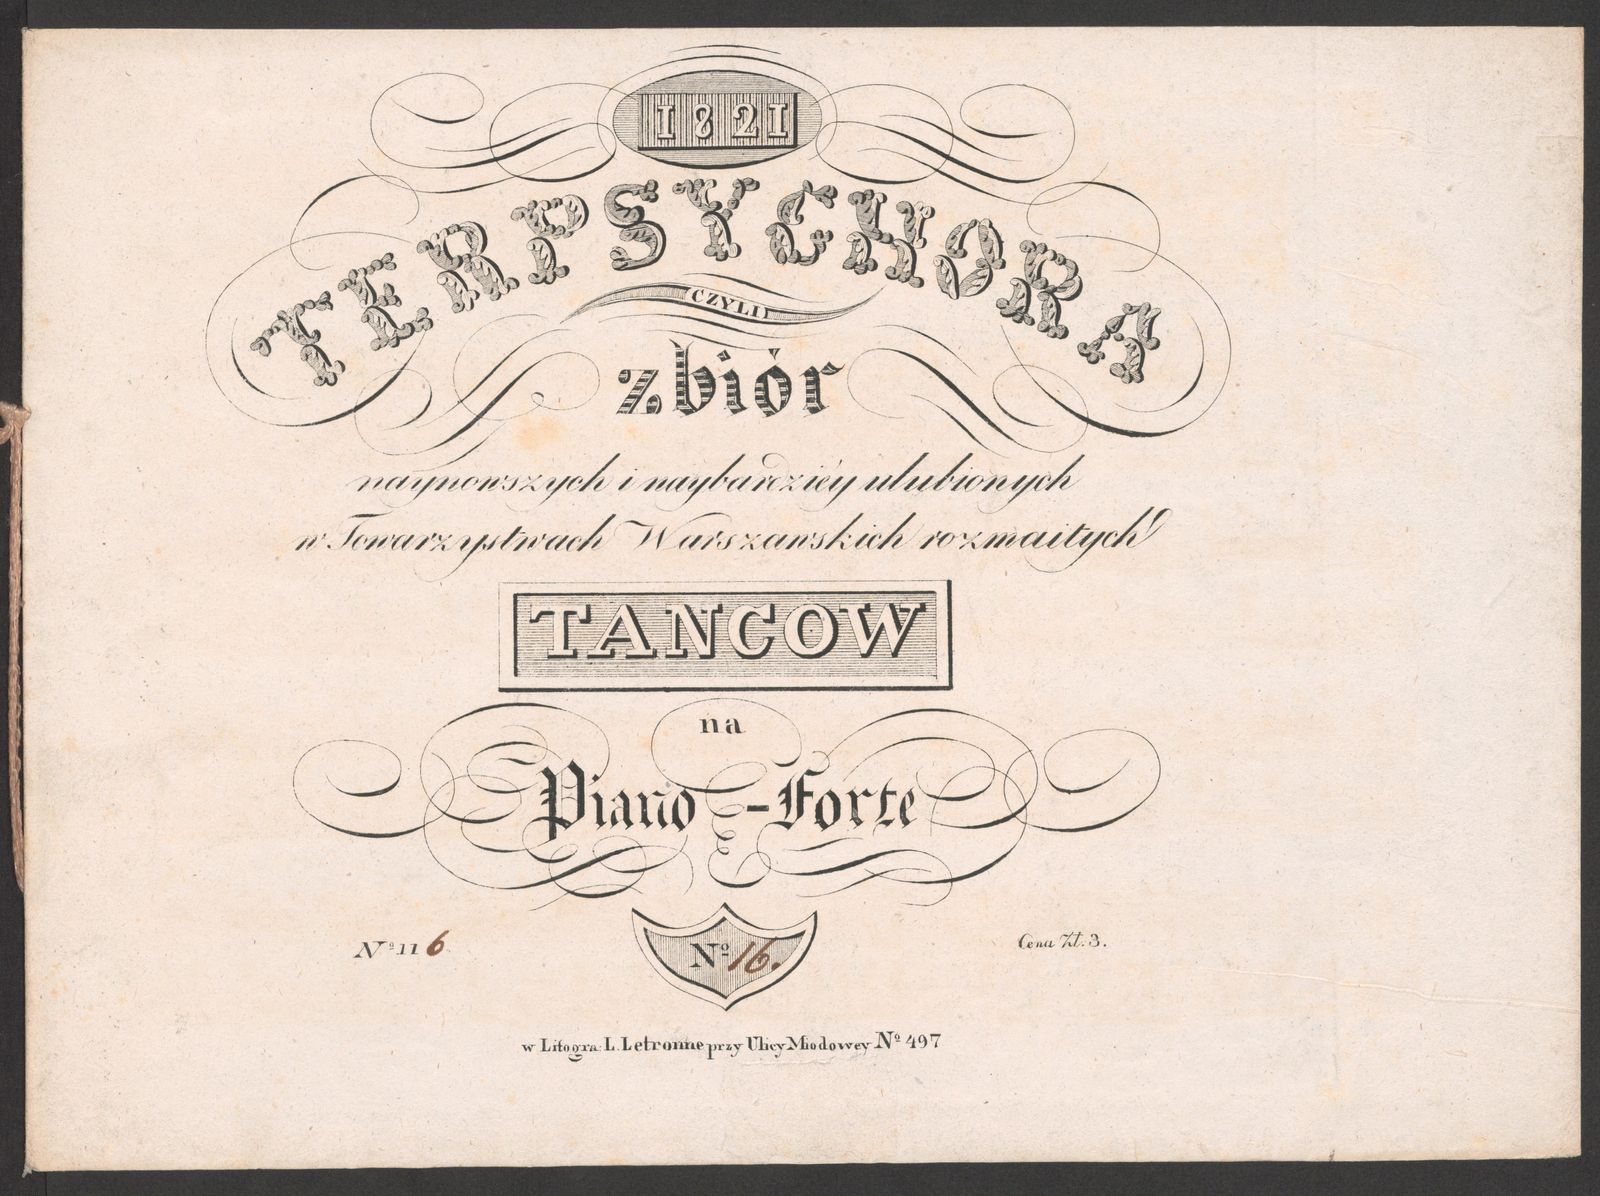 1821
TERPSYCHORA
CZYLI
zbiór
naynowszych i naybardziéy ulubionych
w Towarzystwach Warszawskich rozmaitych
TANCOW
na
Piano-Forte
Nº 116
Nº 16.
Cena Zł. 3.
w Litogra: L. Letronne przy Ulicy Miodowey Nº 497